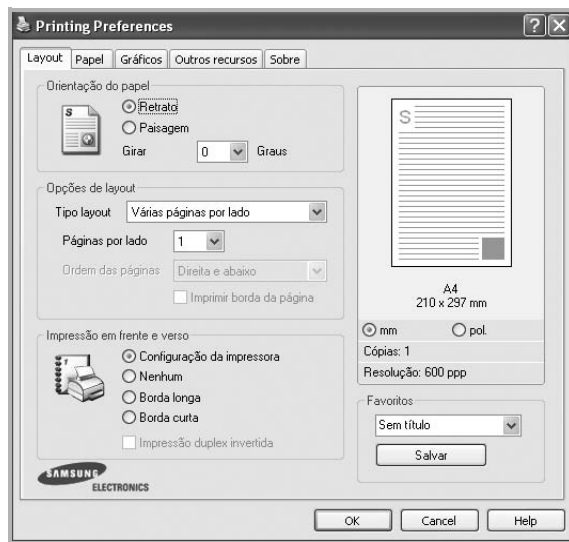 Printing Preferences
Layout Papel Gráficos Outros recursos Sobre
Orientação do papel
S
Retrato
Paisagem
Girar 0 Graus
Opções de layout
Tipo layout Várias páginas por lado
Páginas por lado 1
Ordem das páginas Direita e abaixo
Imprimir borda da página
Impressão em frente e verso
Configuração da impressora
Nenhum
Borda longa
Borda curta
Impressão duplex invertida
SAMSUNG
ELECTRONICS
S
A4
210 x 297 mm
mm pol.
Cópias: 1
Resolução: 600 ppp
Favoritos
Sem título
Salvar
OK Cancel Help